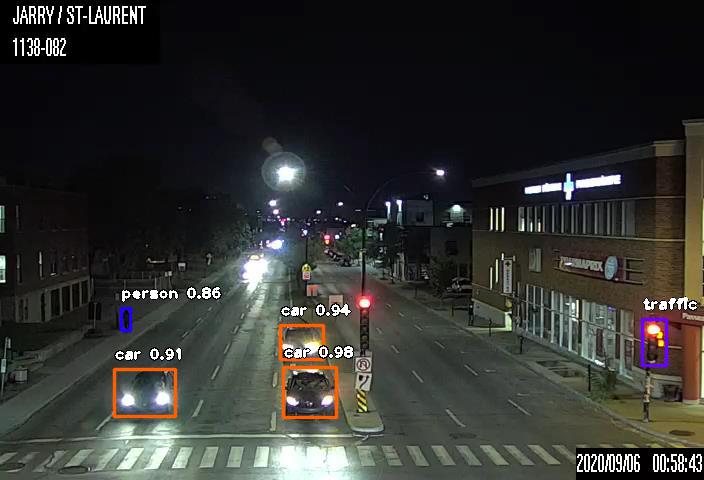 JARRY / ST-LAURENT
1138-082
person 0.86
car 0.94
traffic
car 0.98
car 0.91
2020/09/06 00:58:43